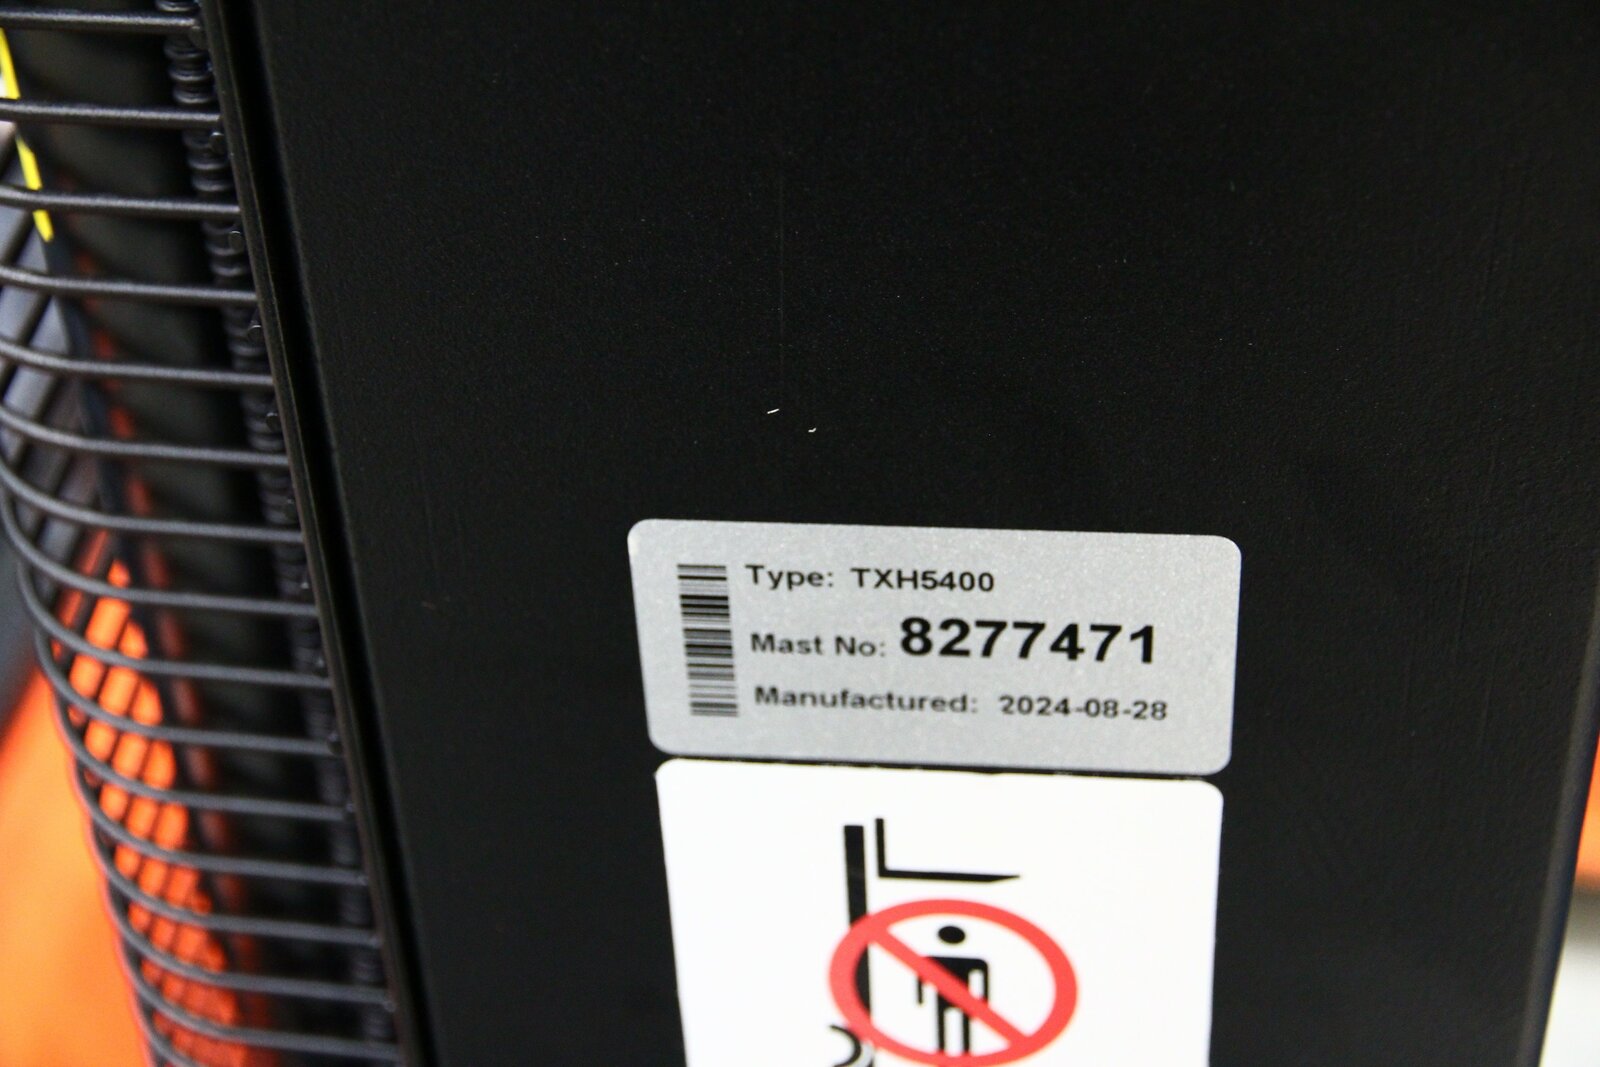 Type: TXH5400
Mast No: 8277471
Manufactured: 2024-08-28